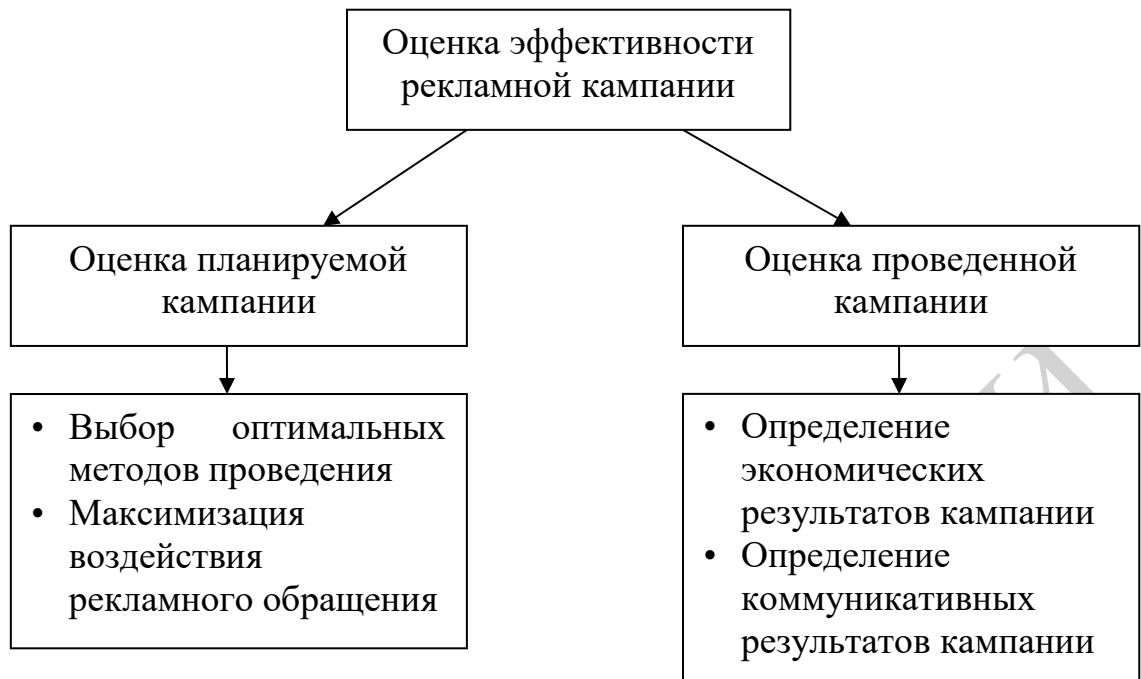 Оценка эффективности
рекламной кампании
Оценка планируемой
кампании
Оценка проведенной
кампании
• Выбор оптимальных
методов проведения
• Максимизация
воздействия
рекламного обращения
• Определение
экономических
результатов кампании
• Определение
коммуникативных
результатов кампании